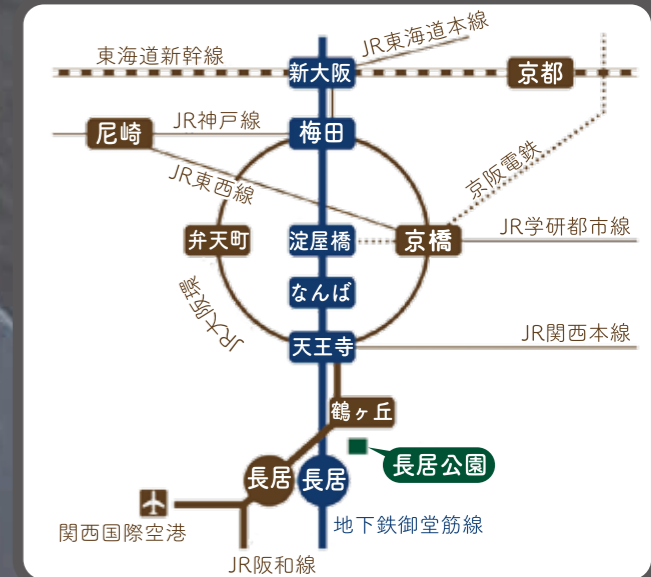 東海道新幹線
JR東海道本線
新大阪
京都
尼崎
JR神戸線
梅田
JR東西線
京阪電鉄
弁天町
淀屋橋
京橋
JR学研都市線
なんば
JR大阪環
天王寺
JR関西本線
鶴ヶ丘
長居公園
長居
長居
関西国際空港
地下鉄御堂筋線
JR阪和線